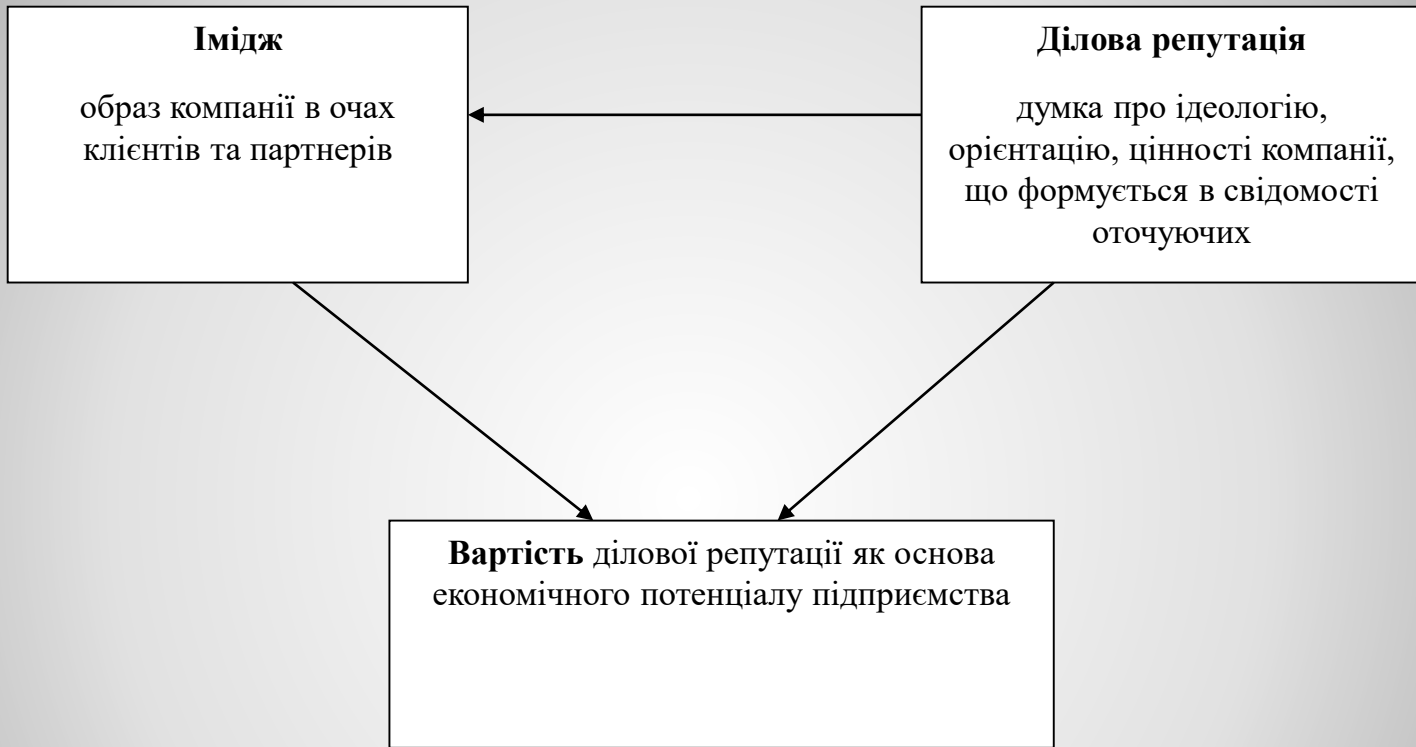 Імідж
образ компанії в очах
клієнтів та партнерів
Ділова репутація
думка про ідеологію,
орієнтацію, цінності компанії,
що формується в свідомості
оточуючих
Вартість ділової репутації як основа
економічного потенціалу підприємства